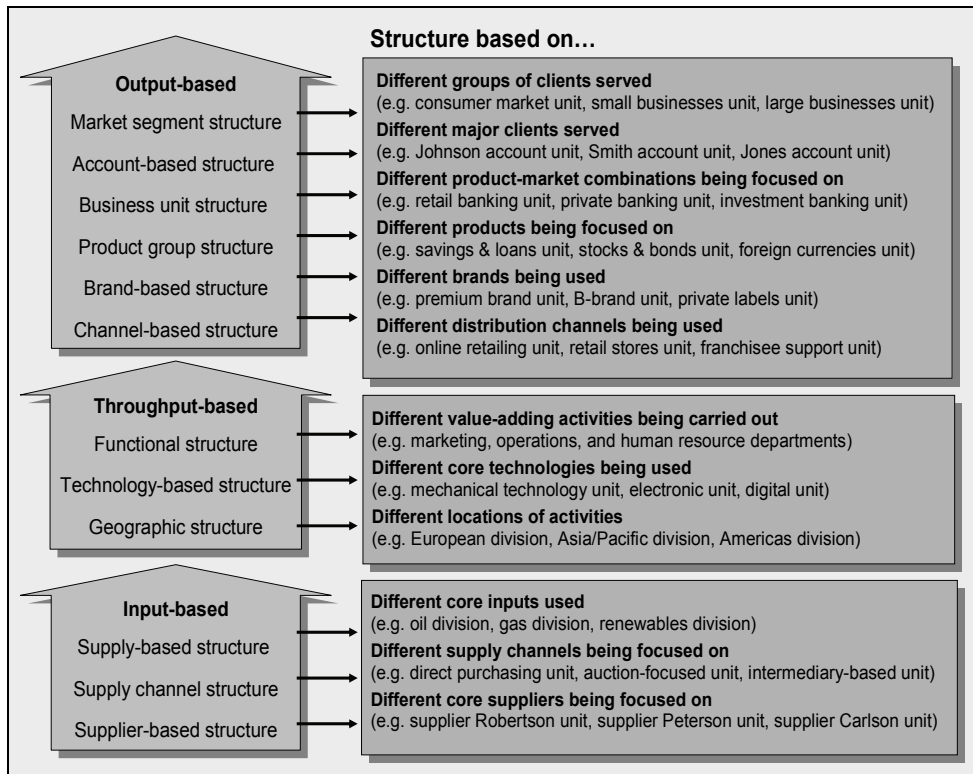 Structure based on…
Output-based
Market segment structure
Account-based structure
Business unit structure
Product group structure
Brand-based structure
Channel-based structure
Different groups of clients served
(e.g. consumer market unit, small businesses unit, large businesses unit)
Different major clients served
(e.g. Johnson account unit, Smith account unit, Jones account unit)
Different product-market combinations being focused on
(e.g. retail banking unit, private banking unit, investment banking unit)
Different products being focused on
(e.g. savings & loans unit, stocks & bonds unit, foreign currencies unit)
Different brands being used
(e.g. premium brand unit, B-brand unit, private labels unit)
Different distribution channels being used
(e.g. online retailing unit, retail stores unit, franchisee support unit)
Throughput-based
Functional structure
Technology-based structure
Geographic structure
Different value-adding activities being carried out
(e.g. marketing, operations, and human resource departments)
Different core technologies being used
(e.g. mechanical technology unit, electronic unit, digital unit)
Different locations of activities
(e.g. European division, Asia/Pacific division, Americas division)
Input-based
Supply-based structure
Supply channel structure
Supplier-based structure
Different core inputs used
(e.g. oil division, gas division, renewables division)
Different supply channels being focused on
(e.g. direct purchasing unit, auction-focused unit, intermediary-based unit)
Different core suppliers being focused on
(e.g. supplier Robertson unit, supplier Peterson unit, supplier Carlson unit)